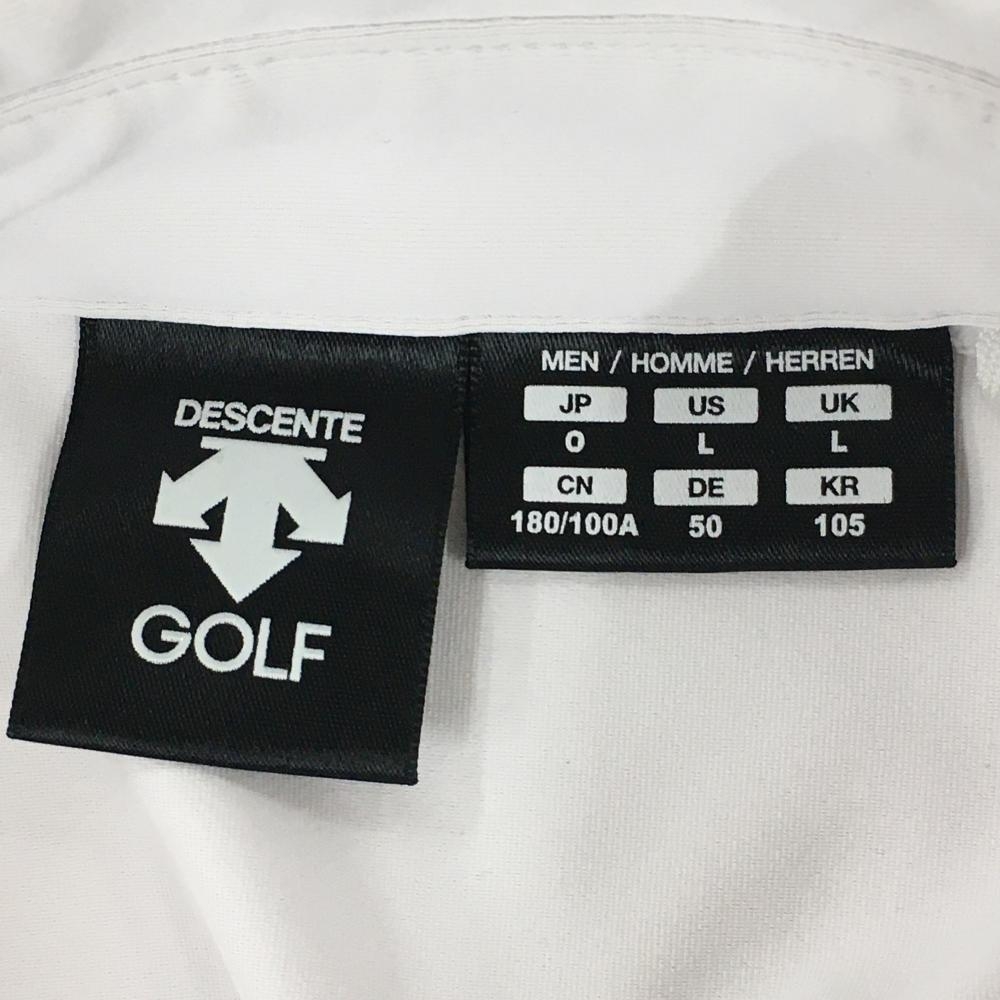 DESCENTE
GOLF
MEN / HOMME / HERREN
JP US UK
O L L
CN DE KR
180/100A 50 105